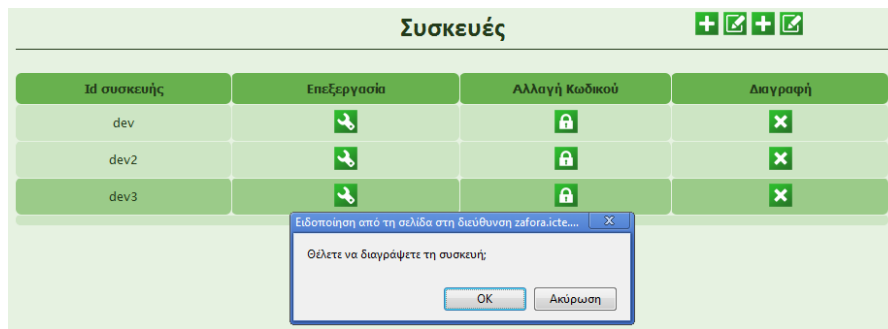 Συσκευές
Id συσκευής Επεξεργασία Αλλαγή Κωδικού Διαγραφή
dev
dev2
dev3
Ειδοποίηση από τη σελίδα στη διεύθυνση zafora.icte....
Θέλετε να διαγράψετε τη συσκευή;
OK Ακύρωση